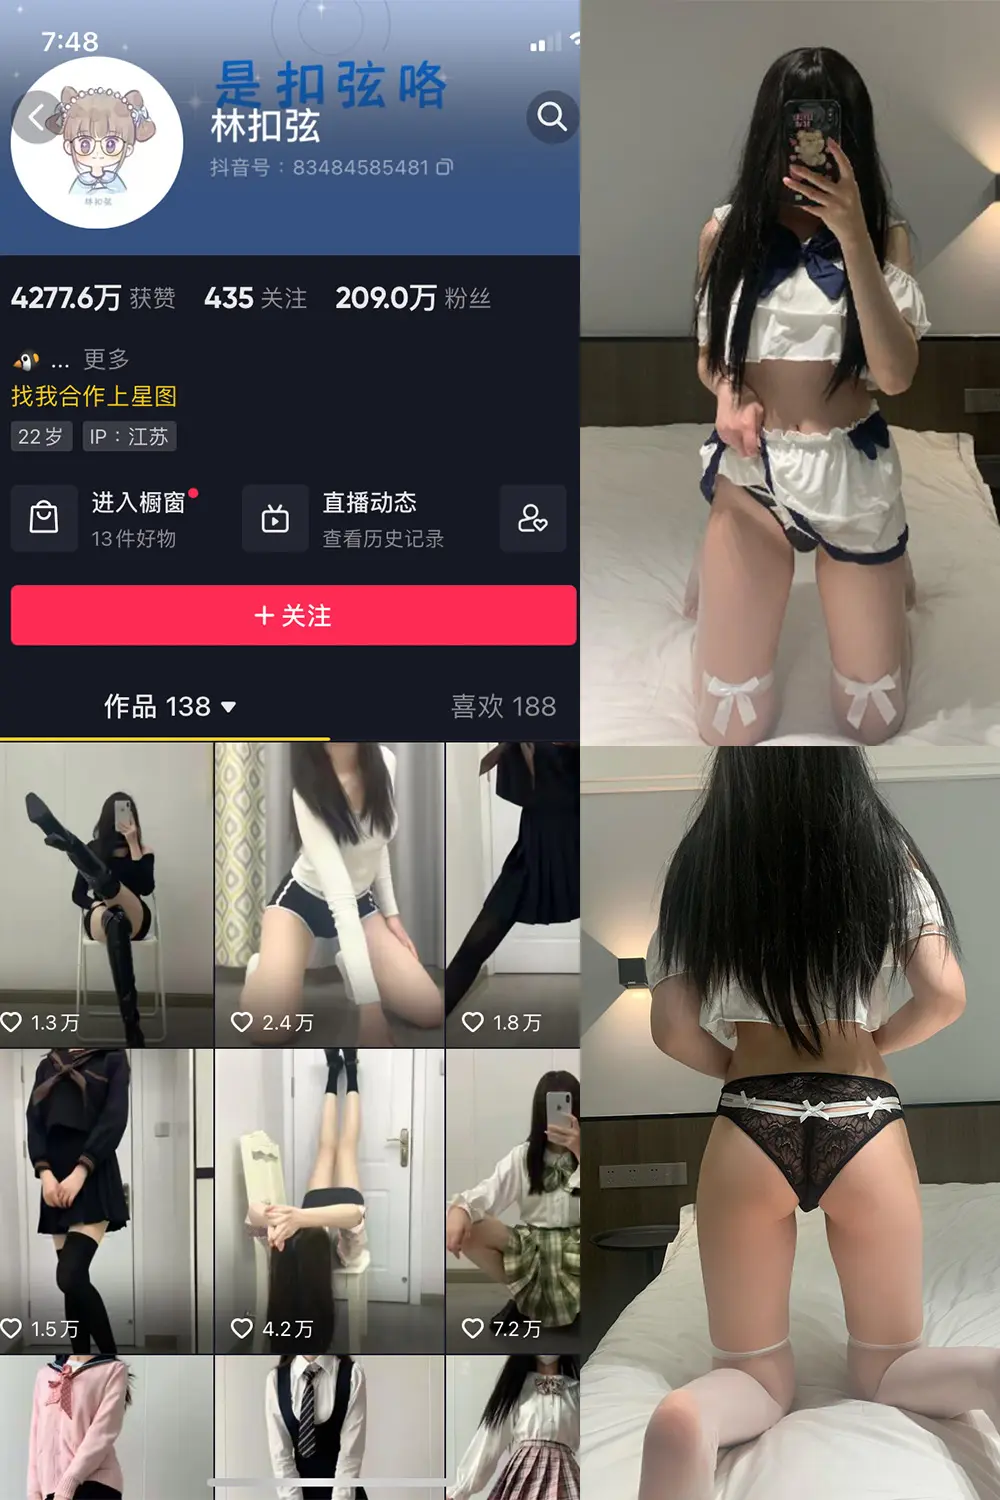 7:48
是扣弦咯
林扣弦
抖音号：83484585481
林扣弦
4277.6万 获赞 435 关注 209.0万 粉丝
... 更多
找我合作上星图
22岁 IP：江苏
进入橱窗
13件好物
直播动态
查看历史记录
+ 关注
作品 138
喜欢 188
1.3万
2.4万
1.8万
1.5万
4.2万
7.2万